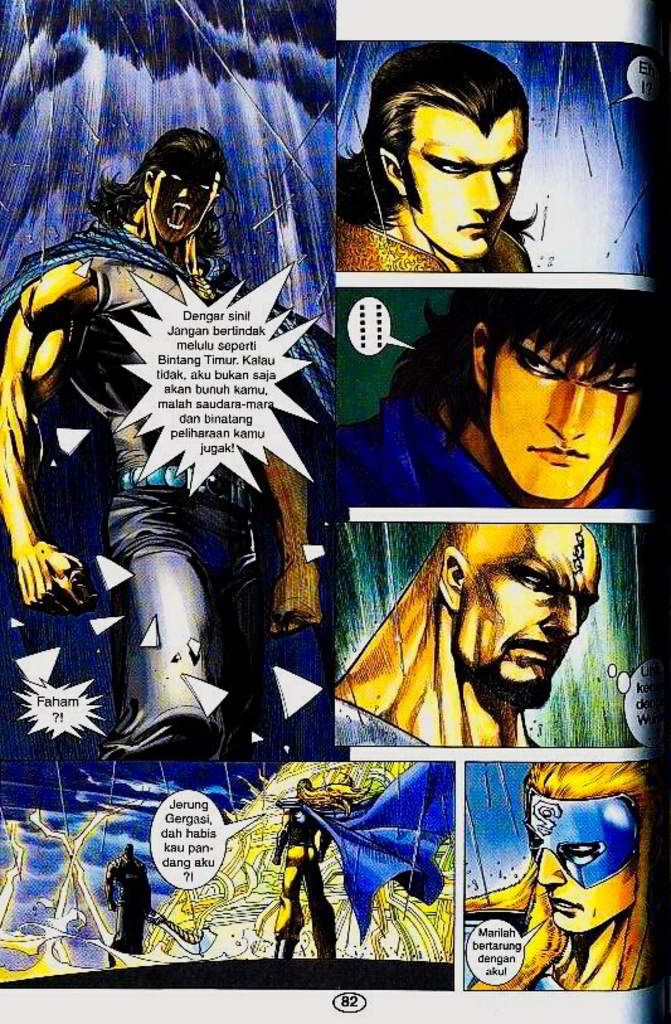 Dengar sini!
Jangan bertindak
melulu seperti
Bintang Timur. Kalau
tidak, aku bukan saja
akan bunuh kamu,
malah saudara-mara
dan binatang
peliharaan kamu
jugak!
Faham
?!
Eh
!?
Jerung
Gergasi,
dah habis
kau pan-
dang aku
?!
Marilah
bertarung
dengan
aku!
82